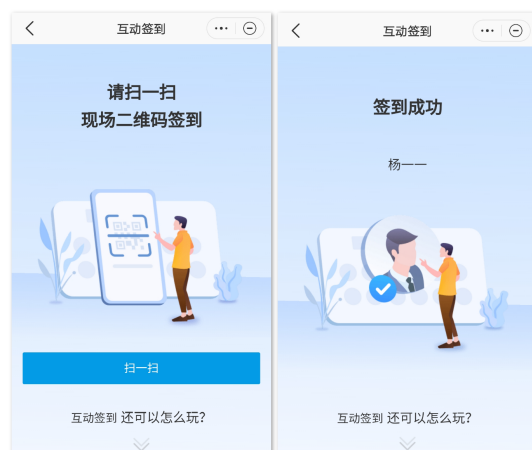 互动签到
请扫一扫
现场二维码签到
扫一扫
互动签到 还可以怎么玩?
互动签到
签到成功
杨一一
互动签到 还可以怎么玩?